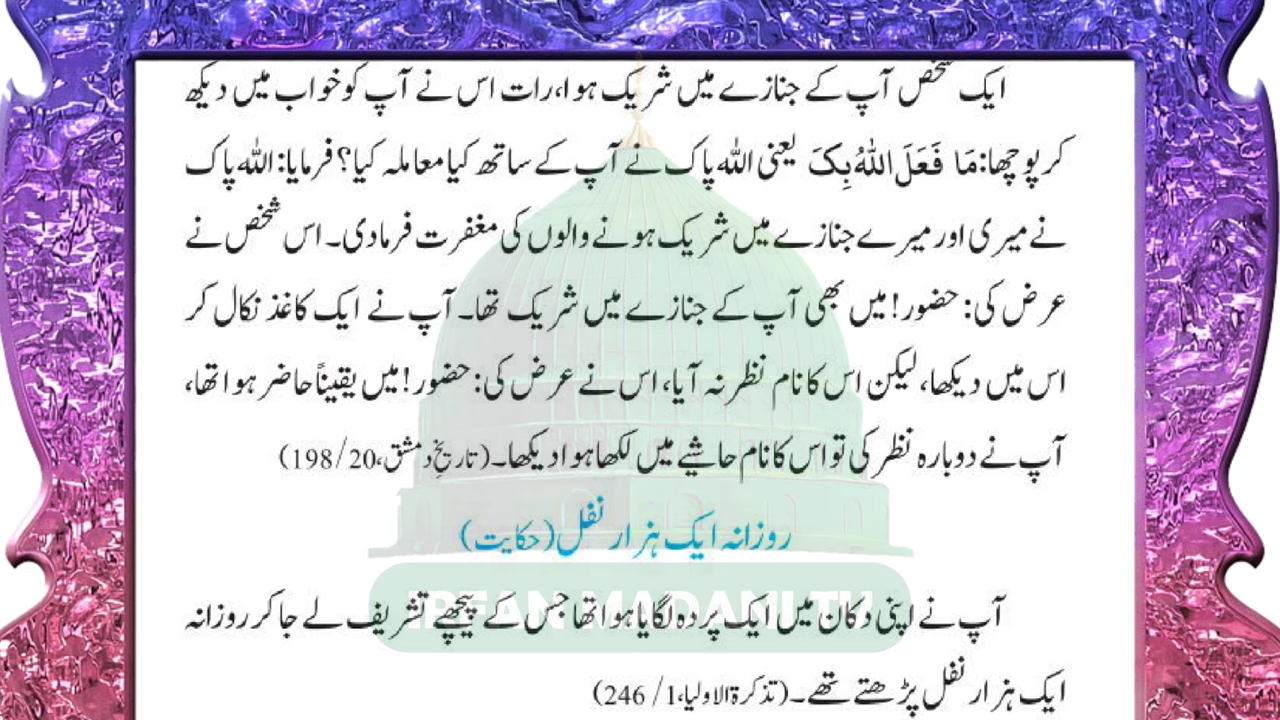 ایک شخص آپ کے جنازے میں شریک ہوا،رات اس نے آپ کو خواب میں دیکھ
کر پوچھا:مَا فَعَلَ اللهُ بِکَ یعنی اللہ پاک نے آپ کے ساتھ کیا معاملہ کیا؟ فرمایا:اللہ پاک
نے میری اور میرے جنازے میں شریک ہونے والوں کی مغفرت فرمادی۔ اس شخص نے
عرض کی: حضور! میں بھی آپ کے جنازے میں شریک تھا۔ آپ نے ایک کاغذ نکال کر
اس میں دیکھا، لیکن اس کا نام نظر نہ آیا، اس نے عرض کی: حضور! میں یقیناً حاضر ہوا تھا،
آپ نے دوبارہ نظر کی تو اس کا نام حاشیے میں لکھا ہوا دیکھا۔ (تاریخ دمشق،20/198)
روزانہ ایک ہزار نفل (حکایت)
آپ نے اپنی دکان میں ایک پردہ لگایا ہوا تھا جس کے پیچھے تشریف لے جا کر روزانہ
IRFAN MADANI TV
ایک ہزار نفل پڑھتے تھے۔ (تذکرۃ الاولیا،1/ 246)